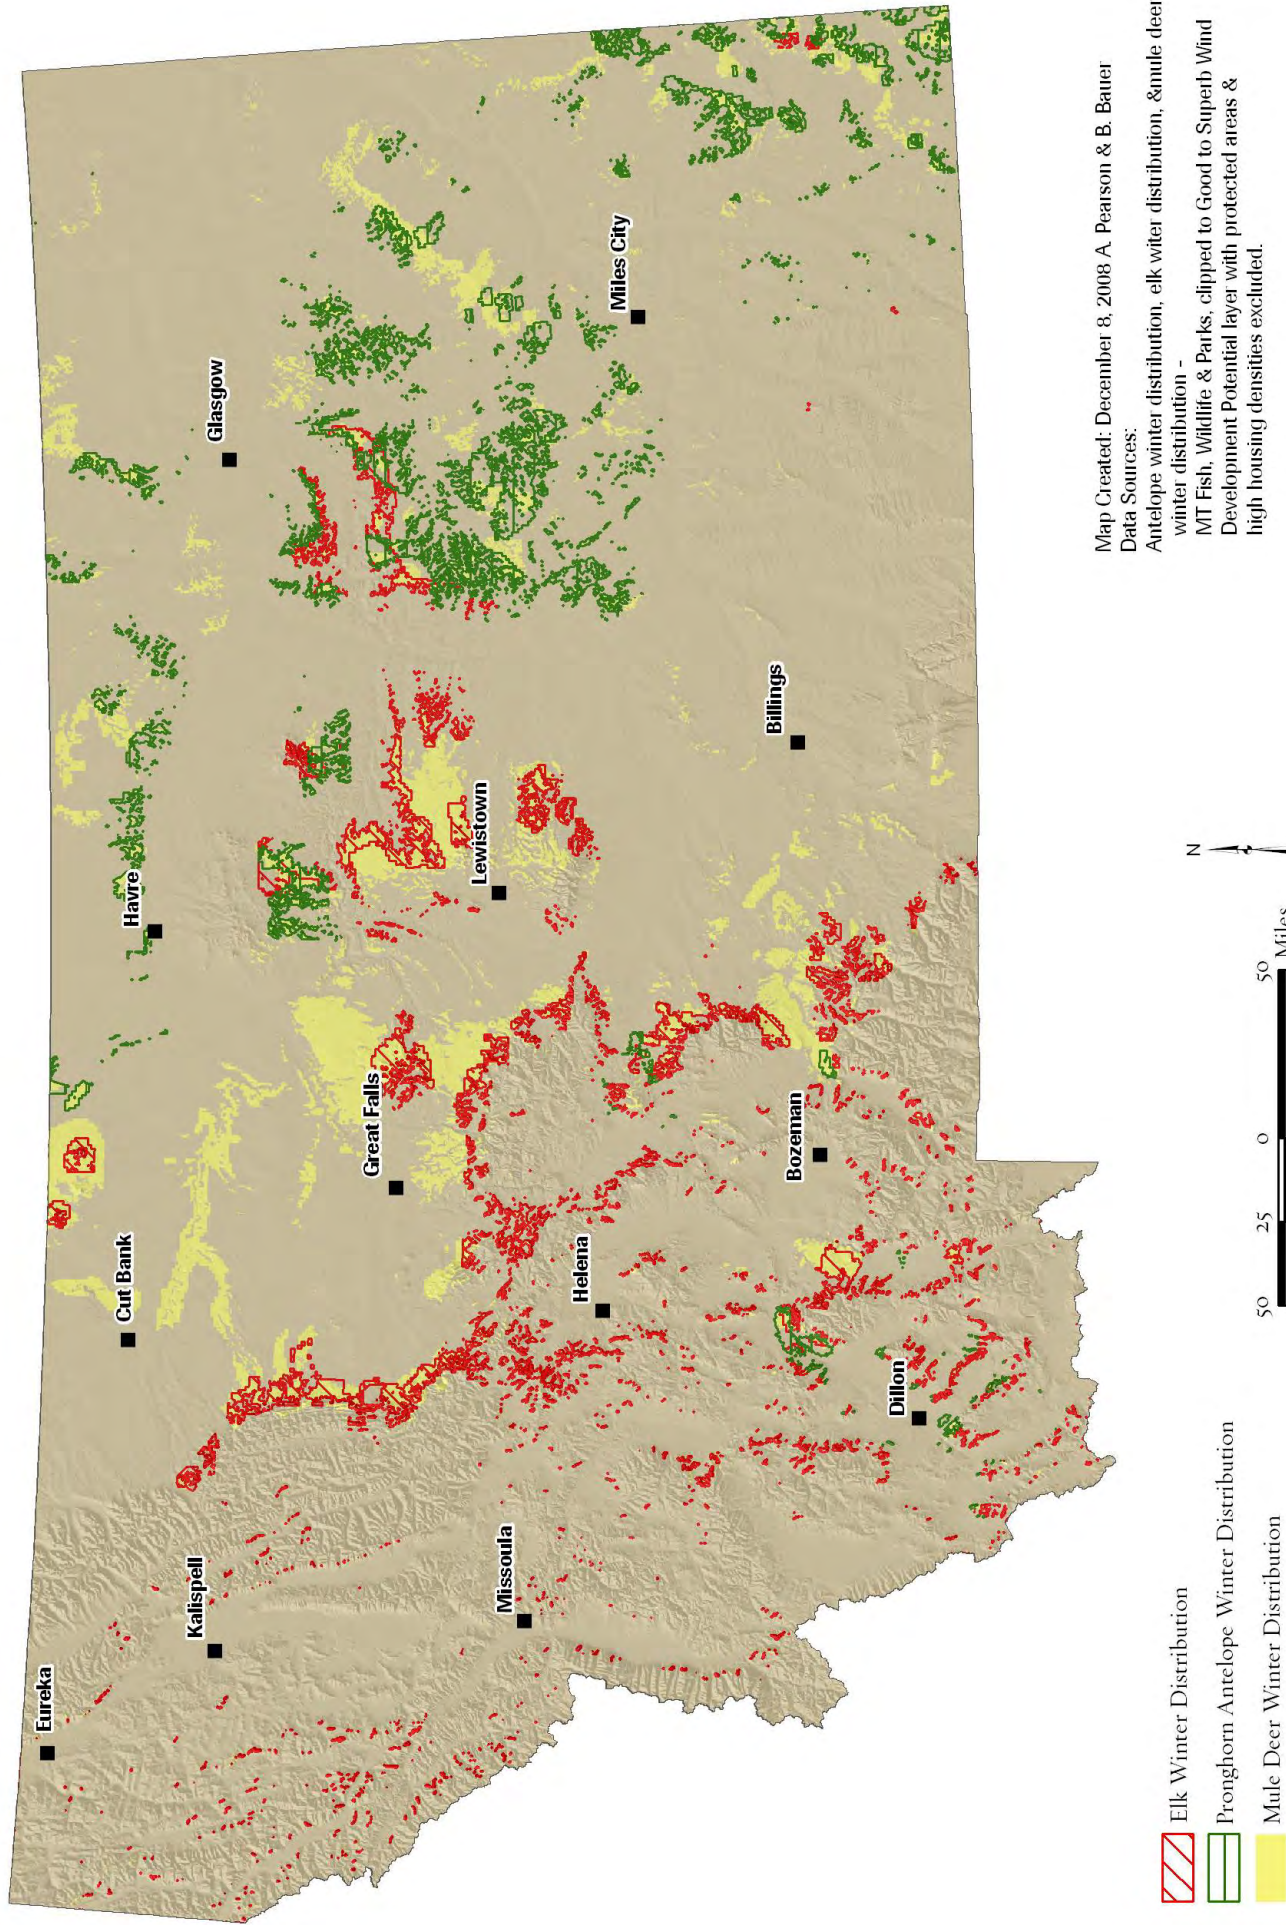 Eureka
Kalispell
Cut Bank
Havre
Glasgow
Great Falls
Lewistown
Missoula
Helena
Miles City
Bozeman
Billings
Dillon
Elk Winter Distribution
Pronghorn Antelope Winter Distribution
Mule Deer Winter Distribution
N
50 25 0 50
Miles
Map Created: December 8, 2008 A. Pearson & B. Bauer
Data Sources:
Antelope winter distribution, elk witer distribution, &mule deer
winter distribution -
MT Fish, Wildlife & Parks, clipped to Good to Superb Wind
Development Potential layer with protected areas &
high housing densities excluded.